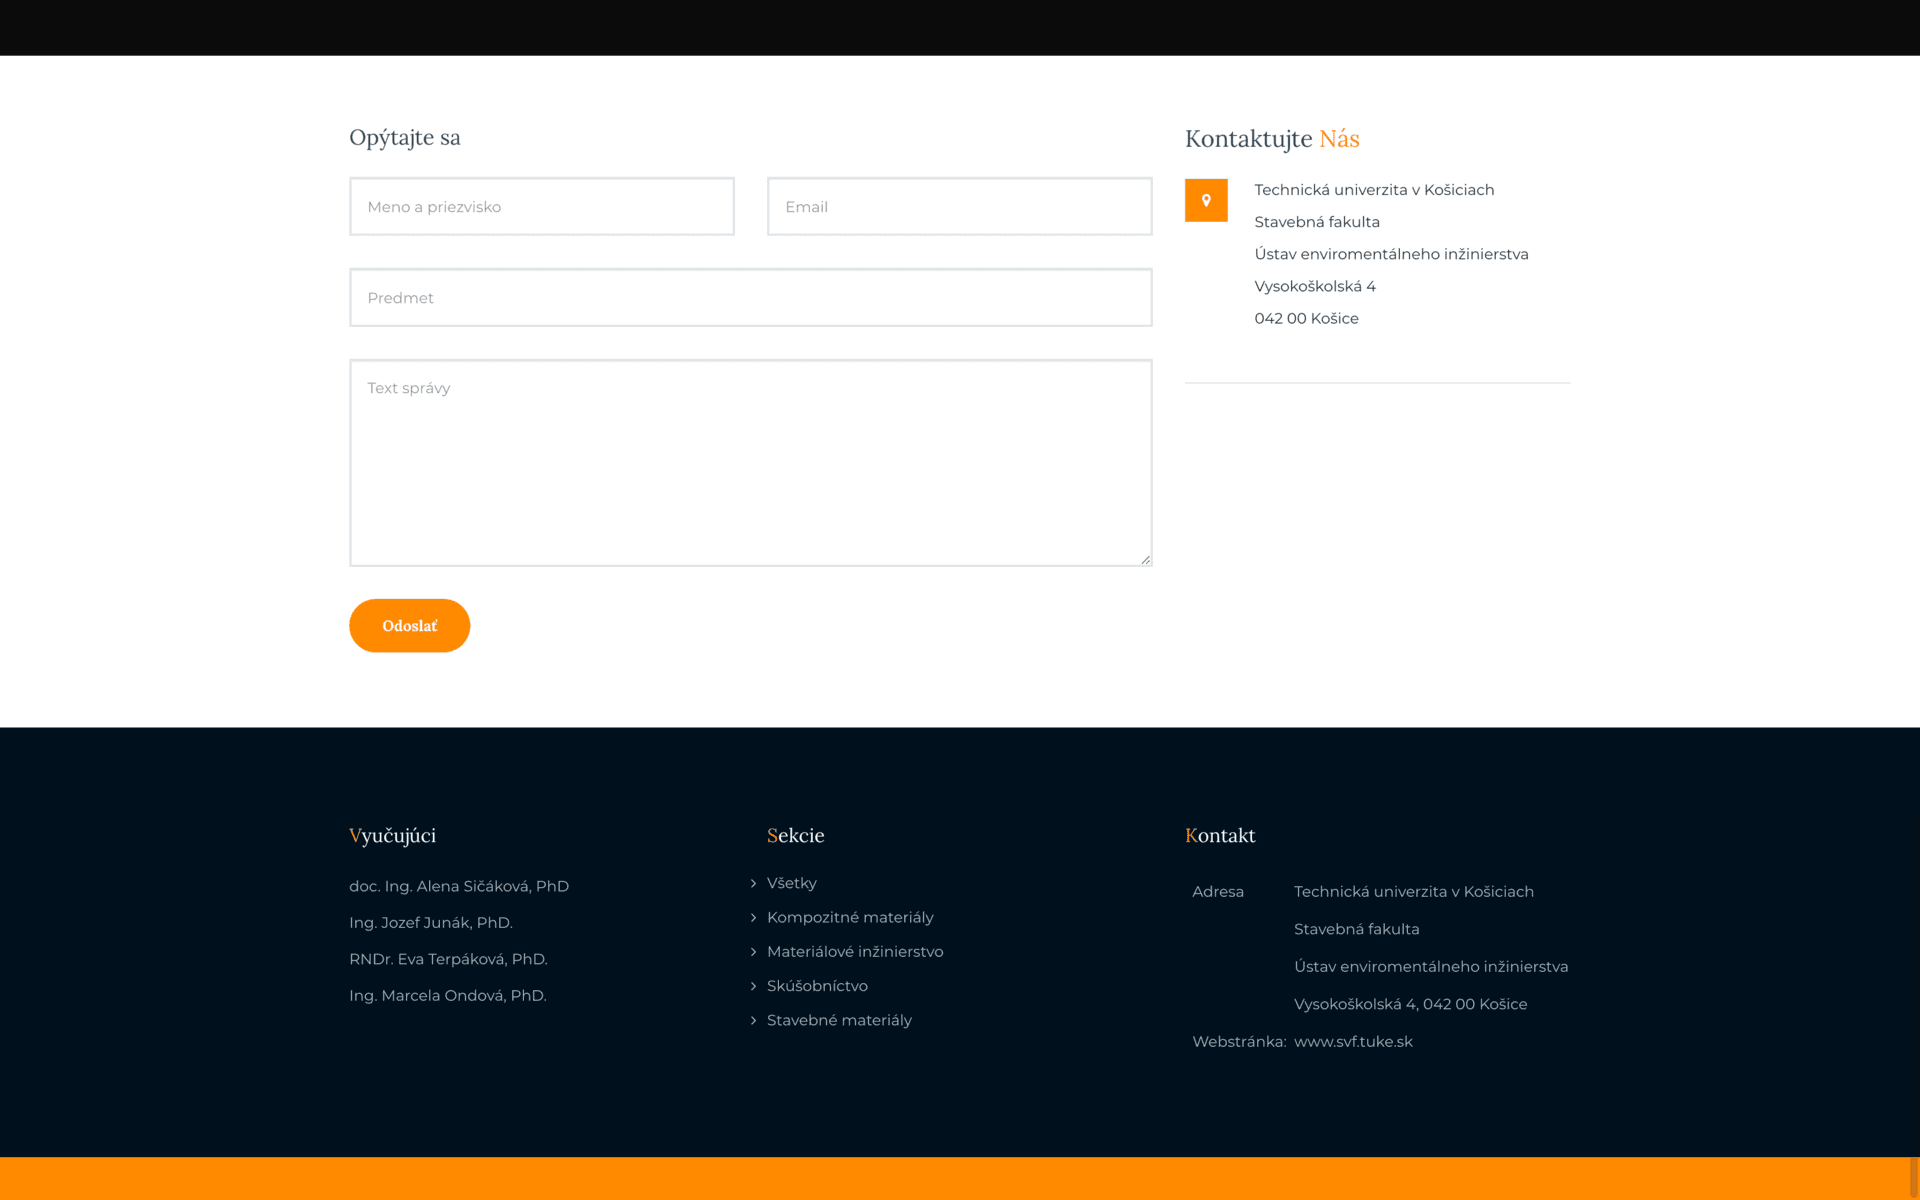 Opýtajte sa
Meno a priezvisko
Email
Predmet
Text správy
Odoslať
Kontaktujte Nás
Technická univerzita v Košiciach
Stavebná fakulta
Ústav enviromentálneho inžinierstva
Vysokoškolská 4
042 00 Košice
Vyučujúci
doc. Ing. Alena Sičáková, PhD
Ing. Jozef Junák, PhD.
RNDr. Eva Terpáková, PhD.
Ing. Marcela Ondová, PhD.
Sekcie
Všetky
Kompozitné materiály
Materiálové inžinierstvo
Skúšobníctvo
Stavebné materiály
Kontakt
Adresa Technická univerzita v Košiciach
Stavebná fakulta
Ústav enviromentálneho inžinierstva
Vysokoškolská 4, 042 00 Košice
Webstránka: www.svf.tuke.sk